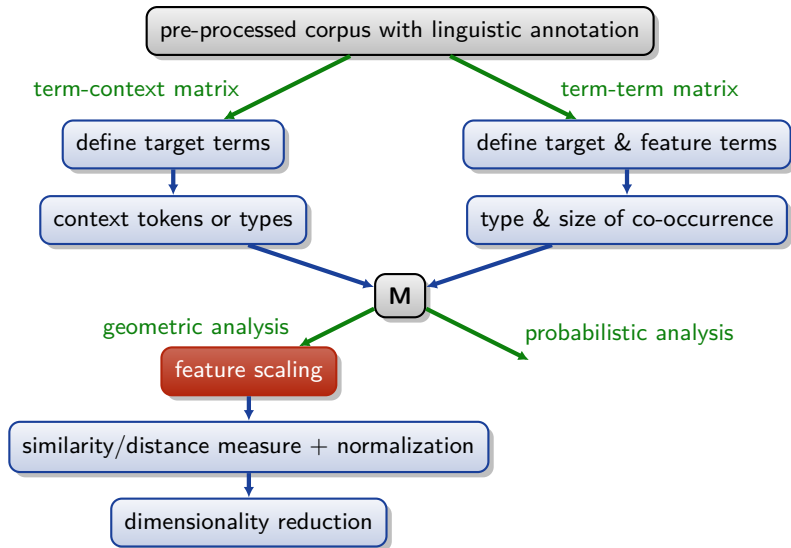 pre-processed corpus with linguistic annotation
term-context matrix
term-term matrix
define target terms
define target & feature terms
context tokens or types
type & size of co-occurrence
M
geometric analysis
probabilistic analysis
feature scaling
similarity/distance measure + normalization
dimensionality reduction